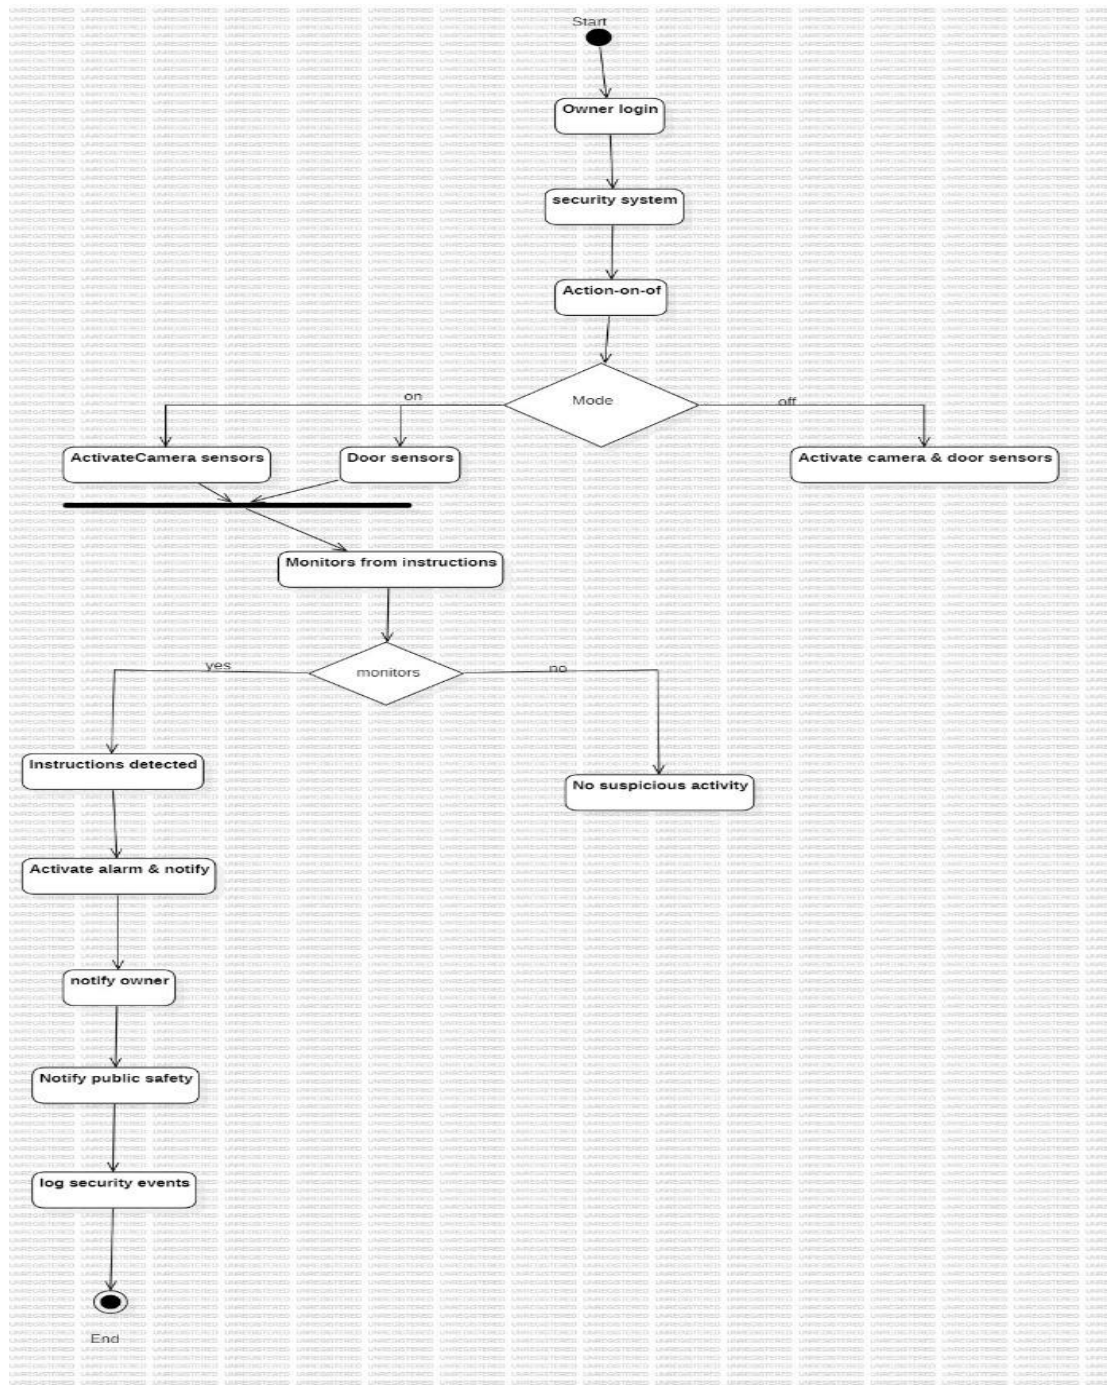 Start
Owner login
security system
Action-on-of
Mode
on
off
ActivateCamera sensors
Door sensors
Activate camera & door sensors
Monitors from instructions
monitors
yes
no
Instructions detected
No suspicious activity
Activate alarm & notify
notify owner
Notify public safety
log security events
End